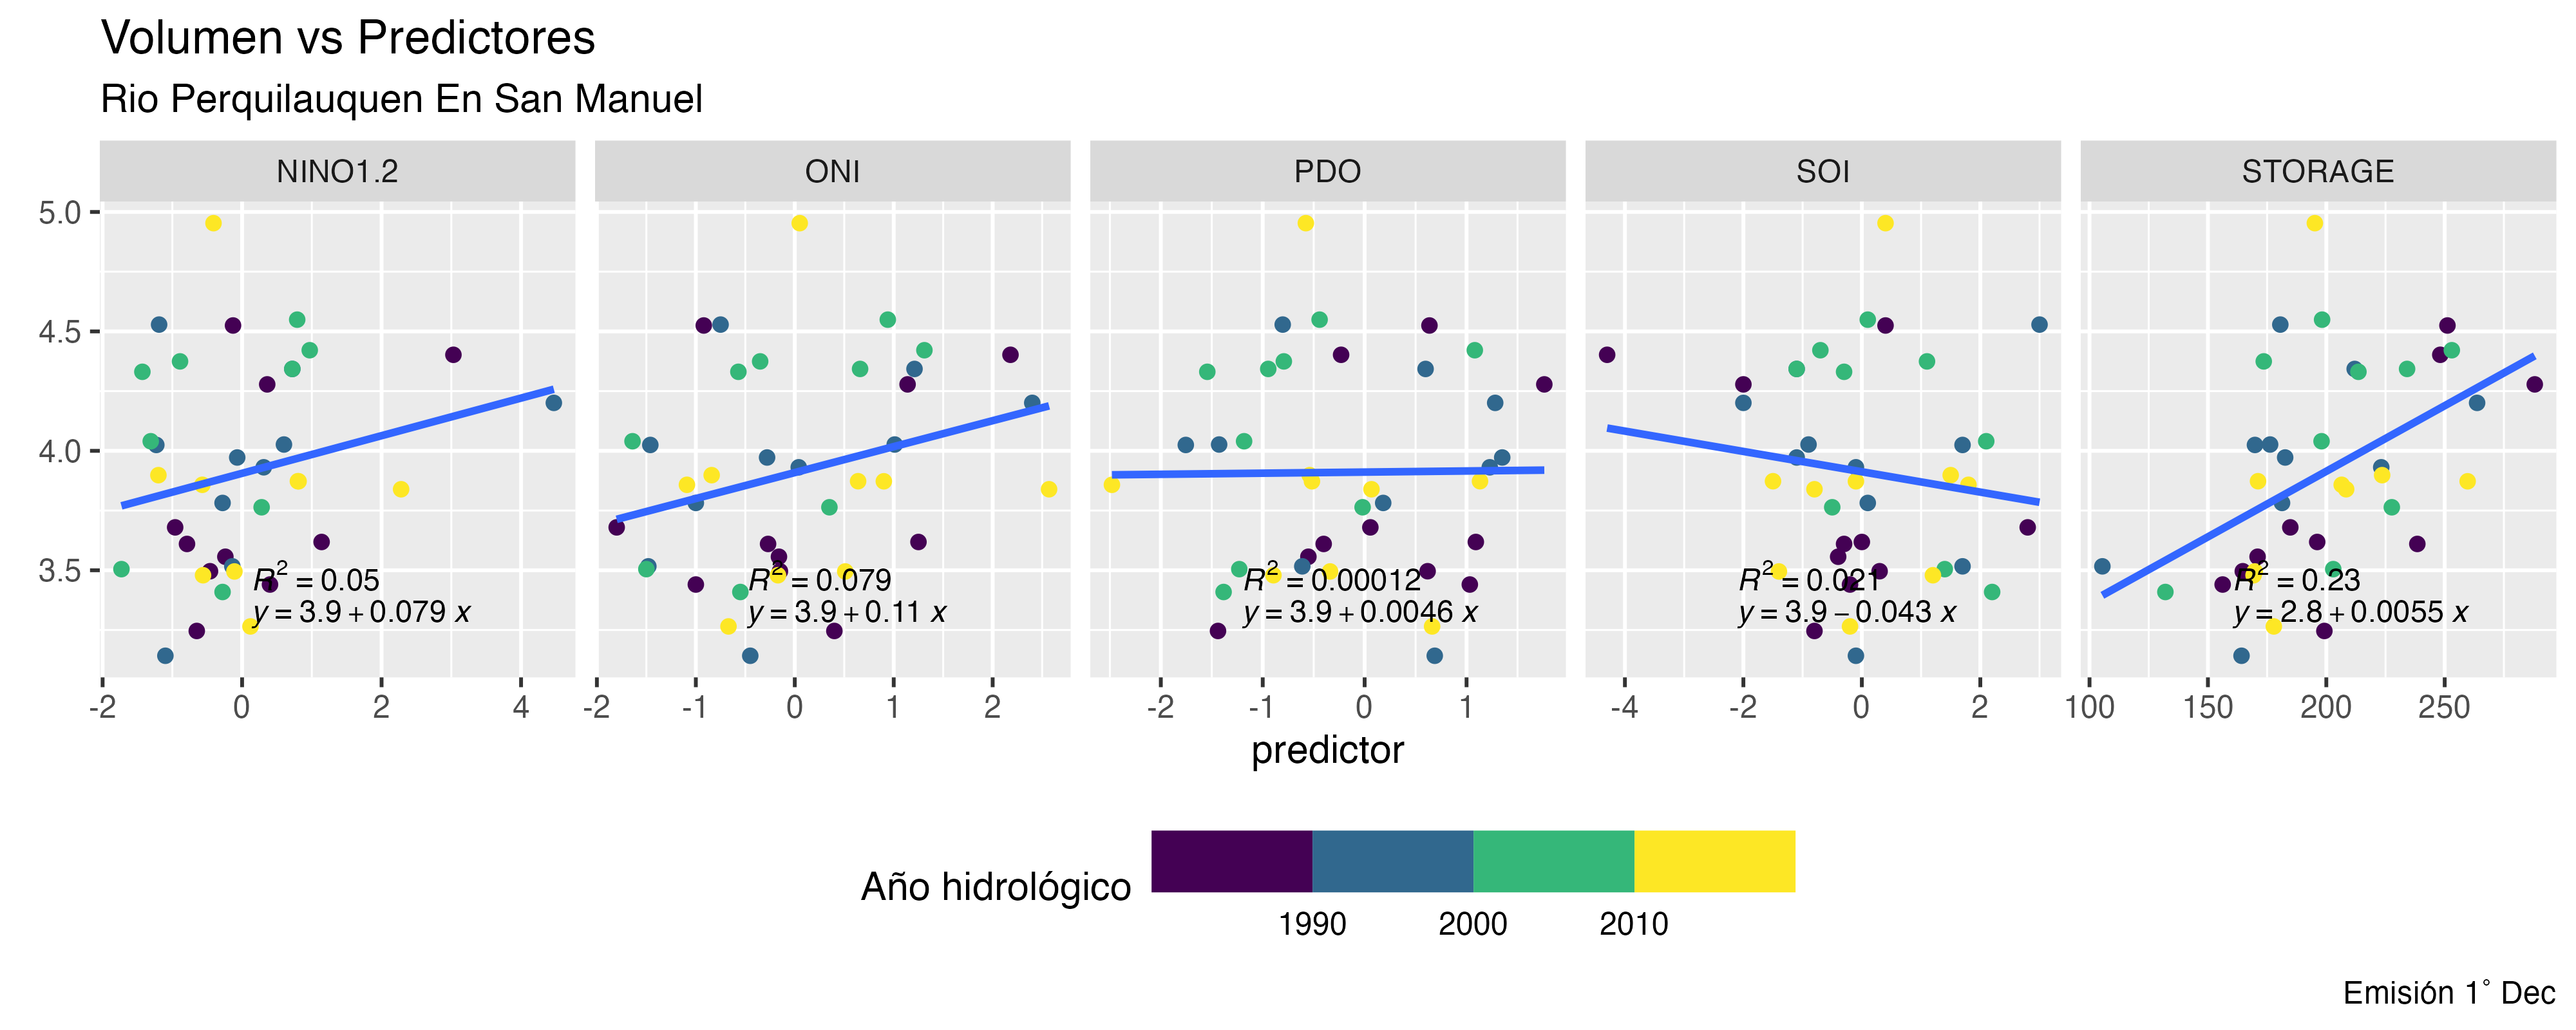 Volumen vs Predictores
Rio Perquilauquen En San Manuel
NINO1.2 ONI PDO SOI STORAGE
5.0
4.5
4.0
3.5
R² = 0.05 R² = 0.079 R² = 0.00012 R² = 0.021 R² = 0.23
y = 3.9 + 0.079 x y = 3.9 + 0.11 x y = 3.9 + 0.0046 x y = 3.9 − 0.043 x y = 2.8 + 0.0055 x
-2 0 2 4 -2 -1 0 1 2 -2 -1 0 1 -4 -2 0 2 100 150 200 250
predictor
Año hidrológico
1990 2000 2010
Emisión 1° Dec